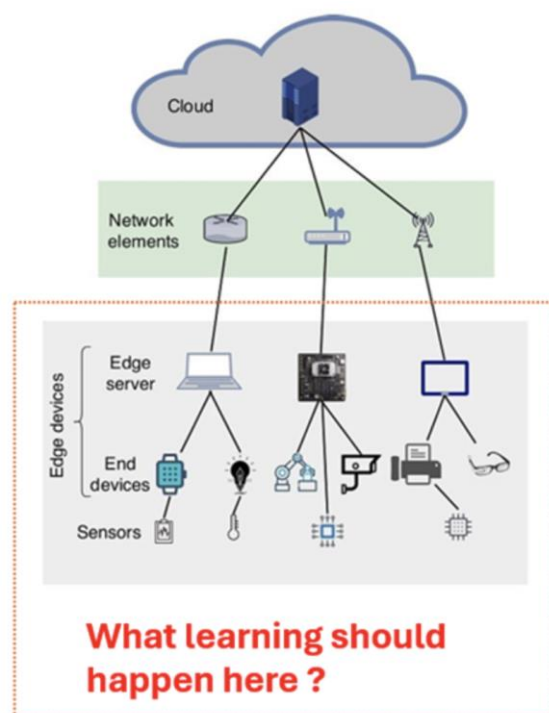 Cloud
Network
elements
Edge devices
Edge
server
End
devices
Sensors
What learning should
happen here ?